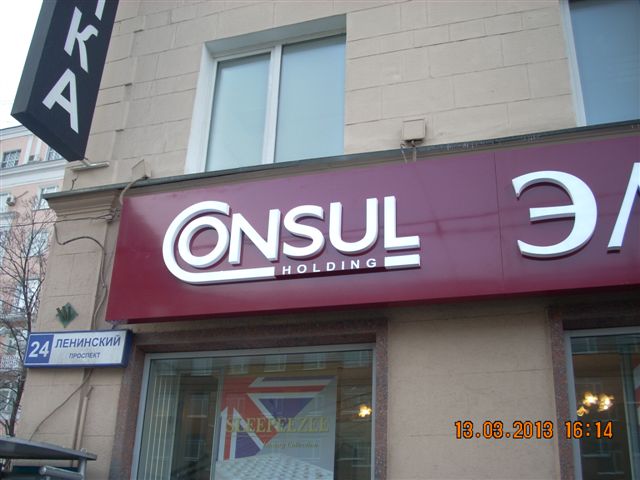 КА
CONSUL
HOLDING
ЭЛ
24 ЛЕНИНСКИЙ
ПРОСПЕКТ
SLEEPEEZEE
13.03.2013 16:14